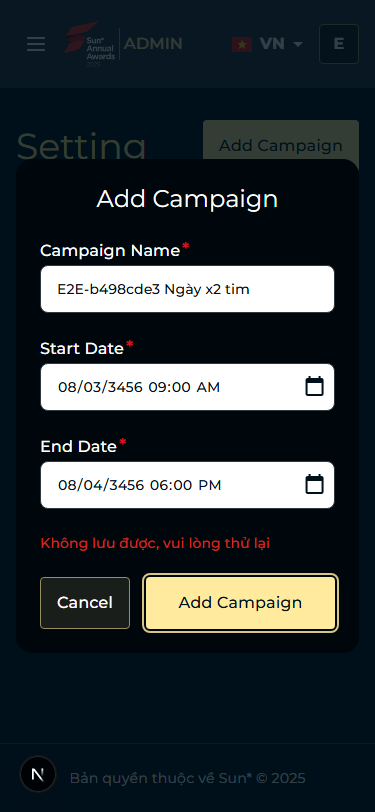 Sun*
Annual
Awards
2025
ADMIN
VN
E
Setting
Add Campaign
Add Campaign
Campaign Name*
E2E-b498cde3 Ngày x2 tim
Start Date*
08/03/3456 09:00 AM
End Date*
08/04/3456 06:00 PM
Không lưu được, vui lòng thử lại
Cancel
Add Campaign
N
Bản quyền thuộc về Sun* © 2025